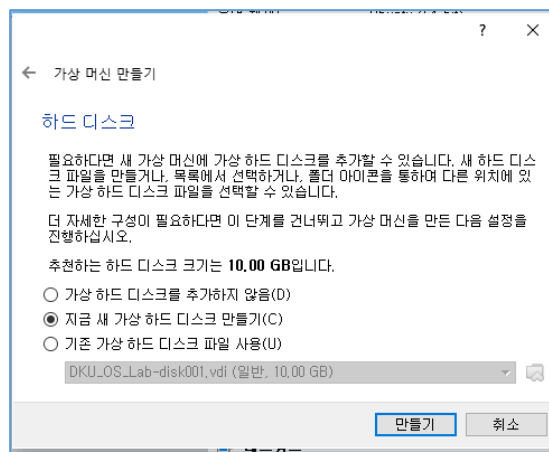 ?
가상 머신 만들기
하드 디스크
필요하다면 새 가상 머신에 가상 하드 디스크를 추가할 수 있습니다. 새 하드 디스
크 파일을 만들거나, 목록에서 선택하거나, 폴더 아이콘을 통하여 다른 위치에 있
는 가상 하드 디스크 파일을 선택할 수 있습니다.
더 자세한 구성이 필요하다면 이 단계를 건너뛰고 가상 머신을 만든 다음 설정을
진행하십시오.
추천하는 하드 디스크 크기는 10.00 GB입니다.
가상 하드 디스크를 추가하지 않음(D)
지금 새 가상 하드 디스크 만들기(C)
기존 가상 하드 디스크 파일 사용(U)
DKU_OS_Lab-disk001.vdi (일반, 10.00 GB)
만들기 취소